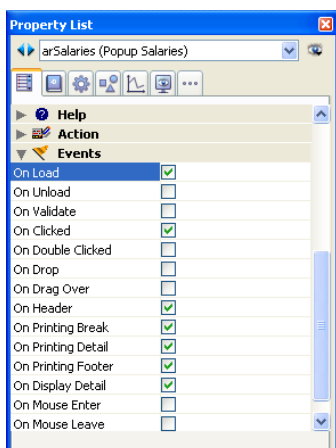 Property List
arSalaries (Popup Salaries)
Help
Action
Events
On Load
On Unload
On Validate
On Clicked
On Double Clicked
On Drop
On Drag Over
On Header
On Printing Break
On Printing Detail
On Printing Footer
On Display Detail
On Mouse Enter
On Mouse Leave